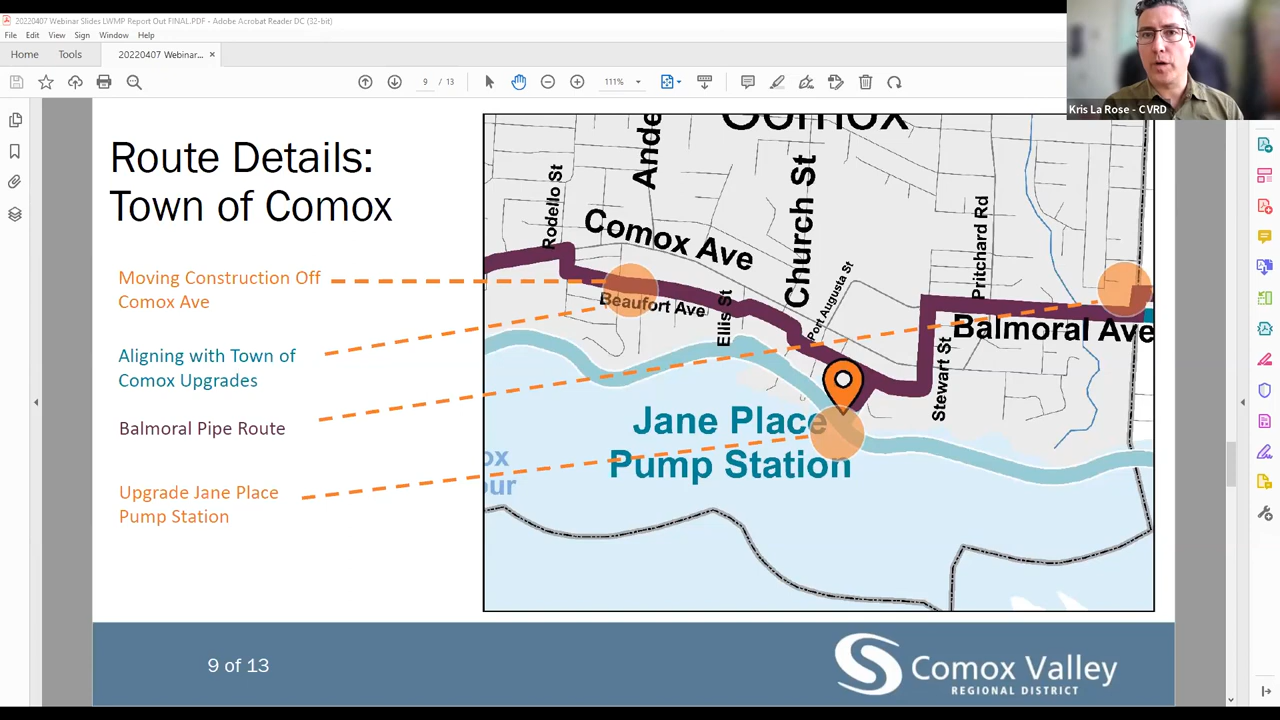 20220407 Webinar Slides LWMP Report Out FINAL.PDF - Adobe Acrobat Reader DC (32-bit)
File Edit View Sign Window Help
Home Tools 20220407 Webinar... ×
9 / 13 111%
Kris La Rose - CVRD
Route Details:
Town of Comox
Moving Construction Off
Comox Ave
Aligning with Town of
Comox Upgrades
Balmoral Pipe Route
Upgrade Jane Place
Pump Station
Comox
Rodello St
Ande
Comox Ave
Church St
Port Augusta St
Pritchard Rd
Beaufort Ave
Ellis St
Balmoral Ave
Stewart St
Jane Place
Pump Station
ox
our
9 of 13
Comox Valley
REGIONAL DISTRICT